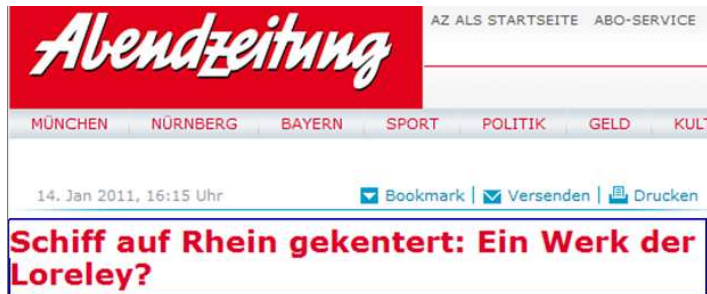 Abendzeitung
AZ ALS STARTSEITE ABO-SERVICE
MÜNCHEN NÜRNBERG BAYERN SPORT POLITIK GELD KULT
14. Jan 2011, 16:15 Uhr Bookmark | Versenden | Drucken
Schiff auf Rhein gekentert: Ein Werk der
Loreley?